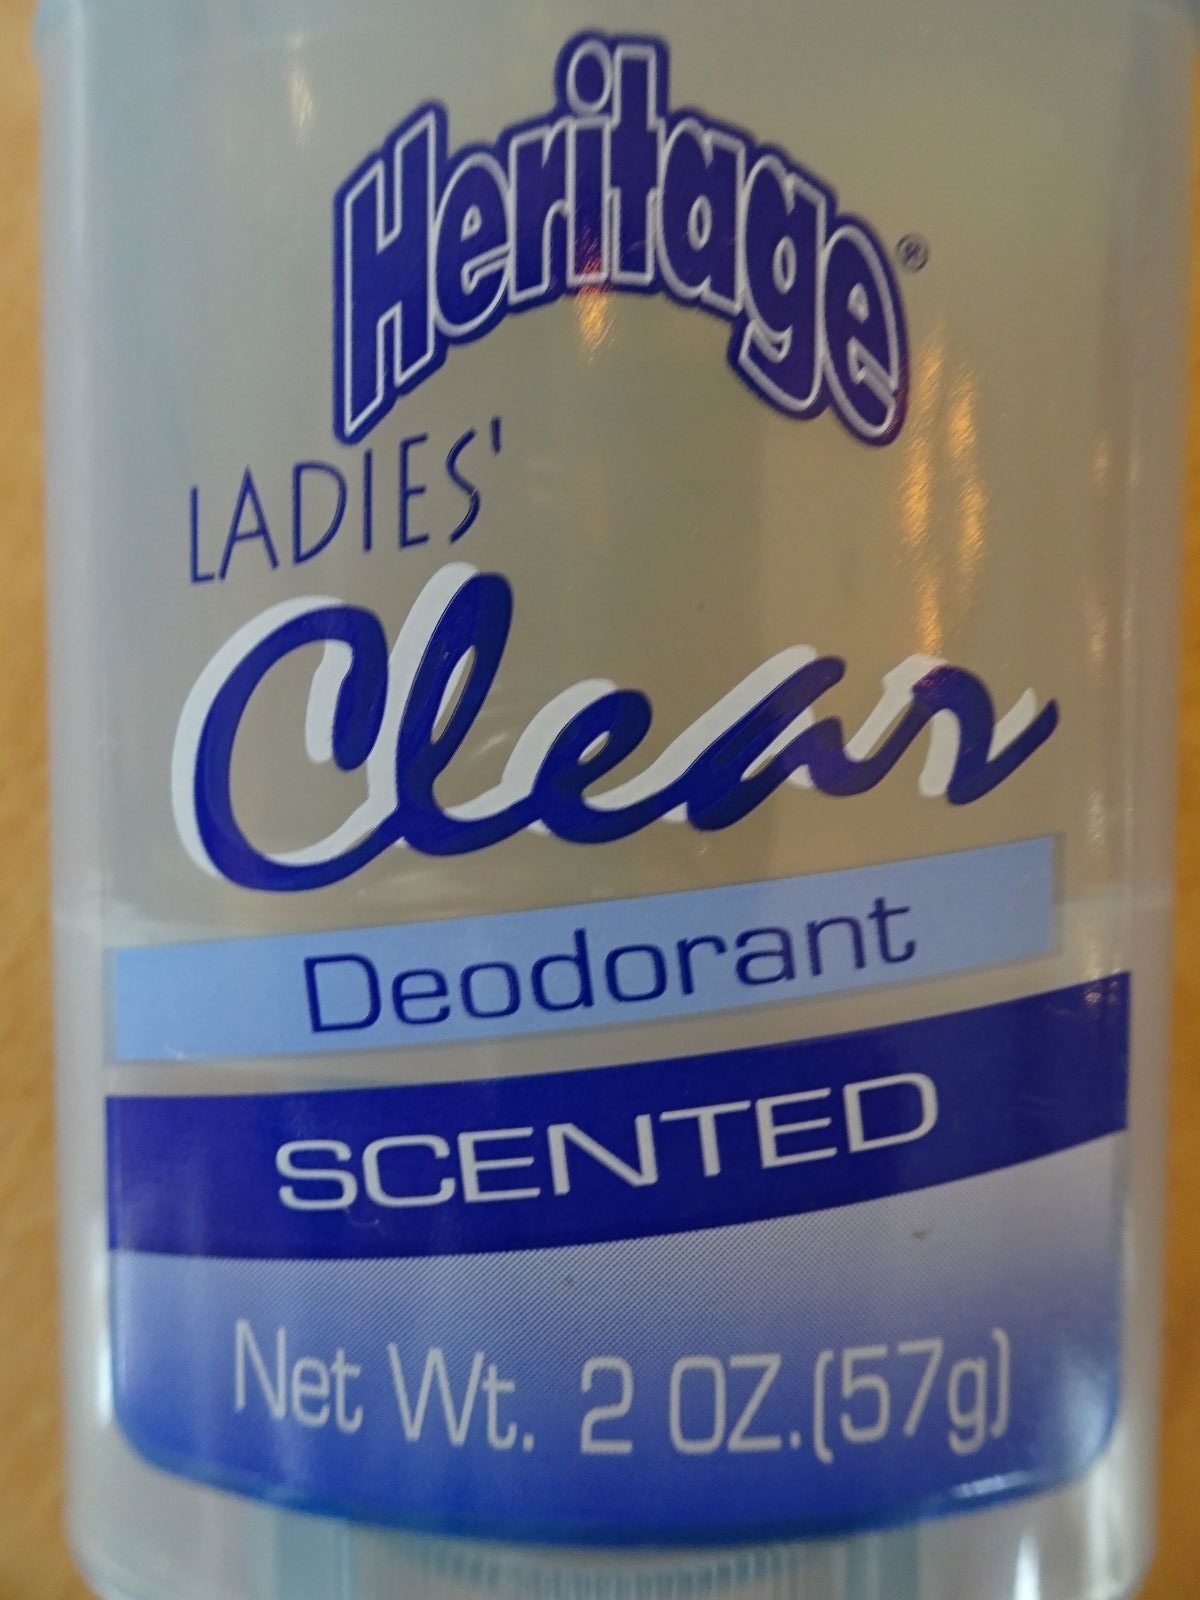 Heritage®
LADIES'
Clear
Deodorant
SCENTED
Net Wt. 2 OZ.(57g)